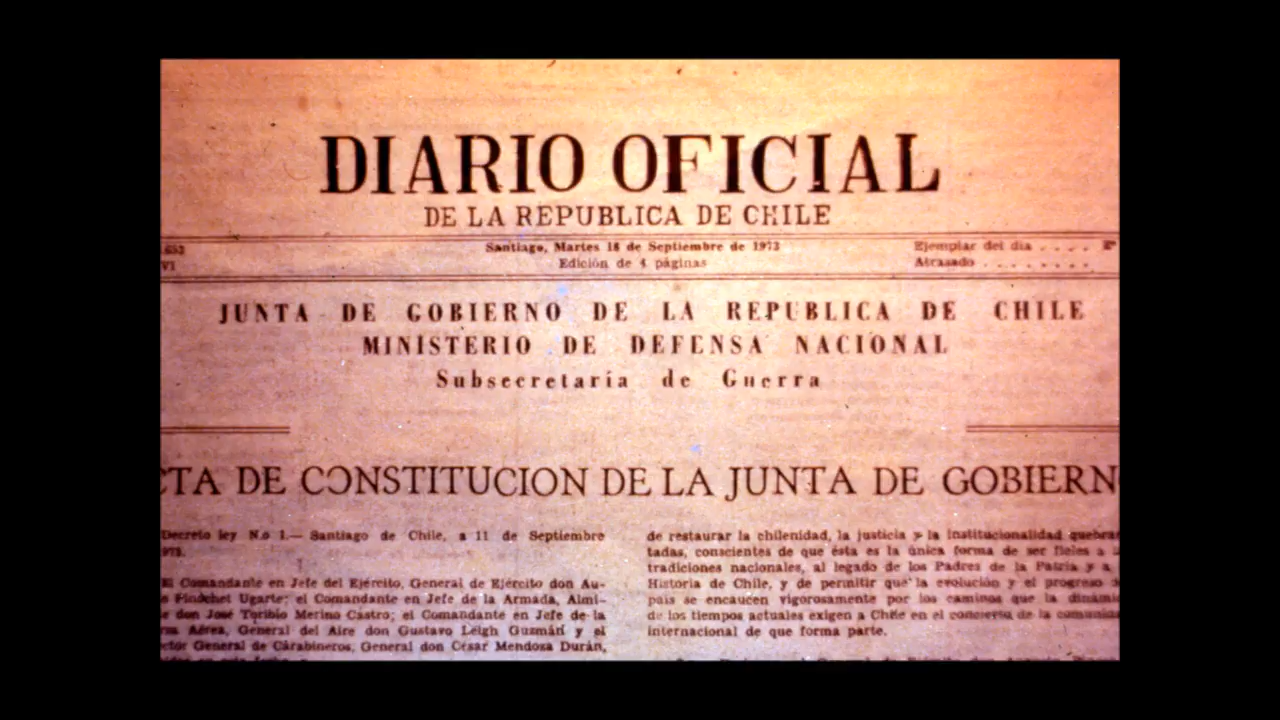 DIARIO OFICIAL
DE LA REPUBLICA DE CHILE
.653
Santiago, Martes 18 de Septiembre de 1973
Ejemplar del día . . . . Eº
VI
Edición de 4 páginas
Atrasado . . . . . . . .
JUNTA DE GOBIERNO DE LA REPUBLICA DE CHILE
MINISTERIO DE DEFENSA NACIONAL
Subsecretaría de Guerra
CTA DE CONSTITUCION DE LA JUNTA DE GOBIERN
Decreto ley N.o 1.— Santiago de Chile, a 11 de Septiembre
973.
El Comandante en Jefe del Ejército, General de Ejército don Au-
o Pinochet Ugarte; el Comandante en Jefe de la Armada, Almi-
e don José Toribio Merino Castro; el Comandante en Jefe de la
rza Aérea, General del Aire don Gustavo Leigh Guzmán y el
ctor General de Carabineros, General don César Mendoza Durán,
de restaurar la chilenidad, la justicia y la institucionalidad quebran
tadas, conscientes de que ésta es la única forma de ser fieles a
tradiciones nacionales, al legado de los Padres de la Patria y a
Historia de Chile, y de permitir que la evolución y el progreso d
país se encaucen vigorosamente por los caminos que la dinámic
de los tiempos actuales exigen a Chile en el concierto de la comunida
internacional de que forma parte.